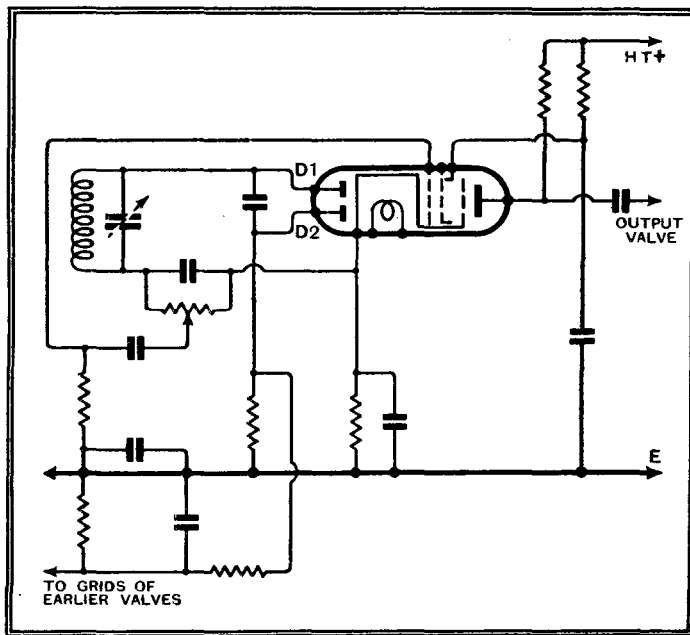 HT+
D1
D2
OUTPUT
VALVE
E
TO GRIDS OF
EARLIER VALVES